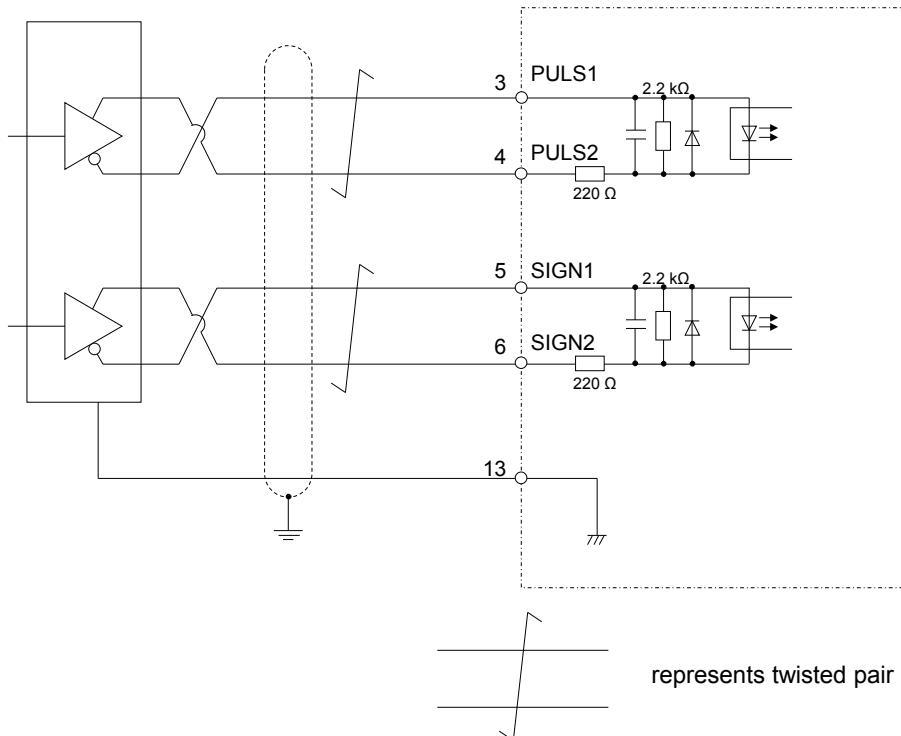 3 PULS1
2.2 kΩ
4 PULS2
220 Ω
5 SIGN1
2.2 kΩ
6 SIGN2
220 Ω
13
represents twisted pair